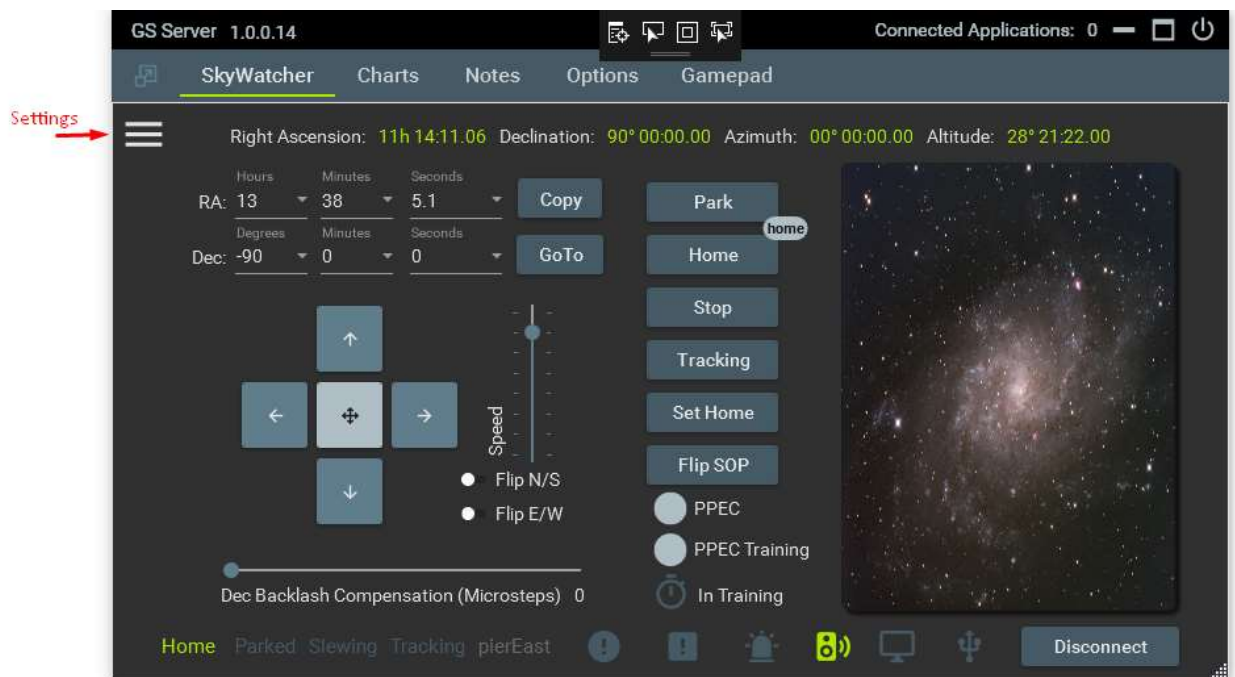 GS Server 1.0.0.14 Connected Applications: 0
SkyWatcher Charts Notes Options Gamepad
Settings
Right Ascension: 11h 14:11.06 Declination: 90° 00:00.00 Azimuth: 00° 00:00.00 Altitude: 28° 21:22.00
Hours Minutes Seconds
RA: 13 38 5.1 Copy
Degrees Minutes Seconds
Dec: -90 0 0 GoTo
Park
home
Home
Stop
Tracking
Set Home
Flip SOP
PPEC
PPEC Training
In Training
Speed
Flip N/S
Flip E/W
Dec Backlash Compensation (Microsteps) 0
Home Parked Slewing Tracking pierEast Disconnect